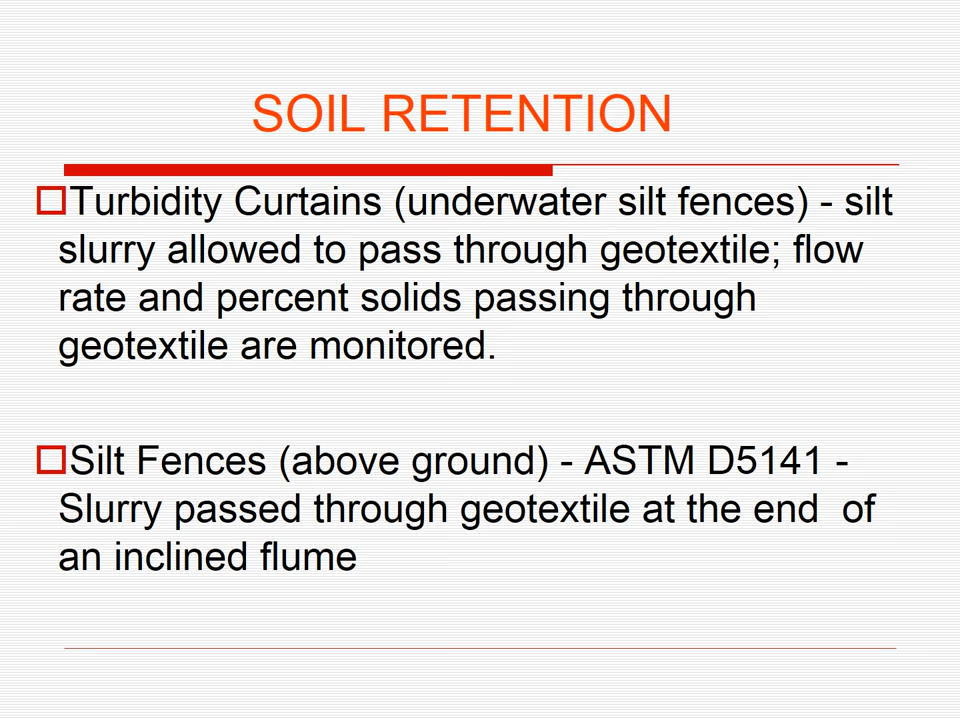 SOIL RETENTION
Turbidity Curtains (underwater silt fences) - silt
slurry allowed to pass through geotextile; flow
rate and percent solids passing through
geotextile are monitored.
Silt Fences (above ground) - ASTM D5141 -
Slurry passed through geotextile at the end  of
an inclined flume